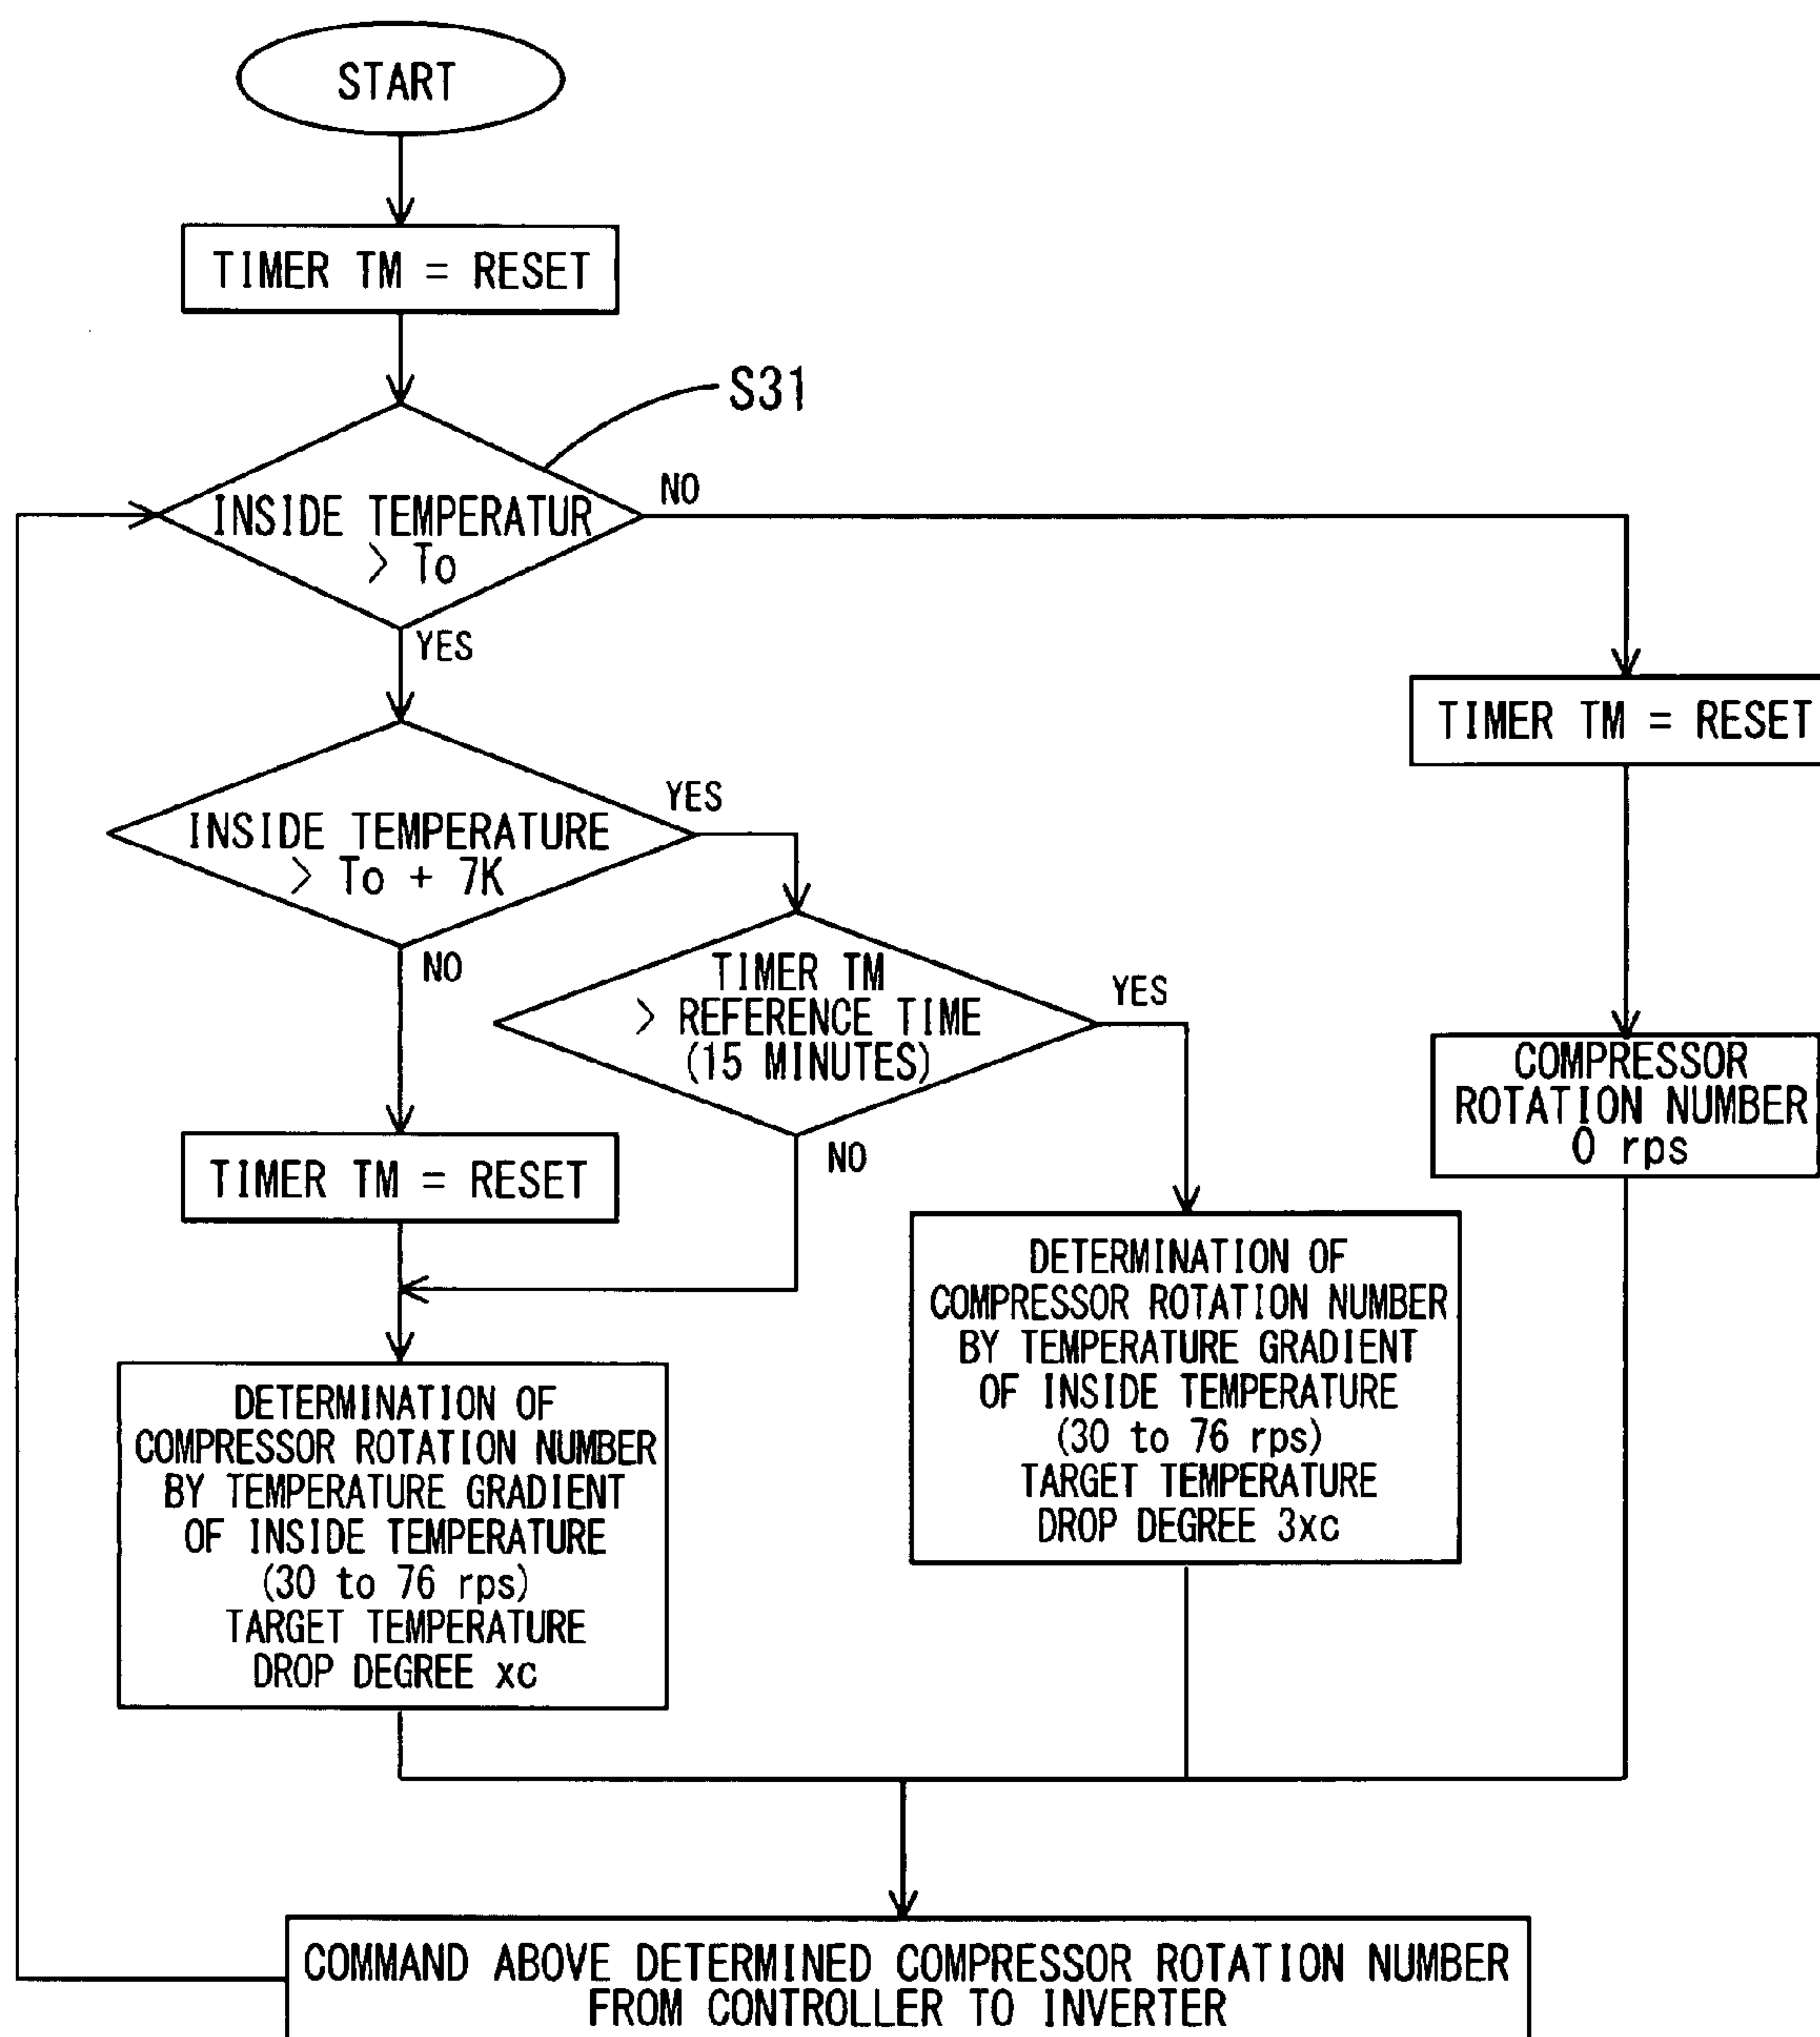 START
TIMER TM = RESET
S31
INSIDE TEMPERATUR
> To
NO
YES
TIMER TM = RESET
INSIDE TEMPERATURE
> To + 7K
YES
NO
TIMER TM
> REFERENCE TIME
(15 MINUTES)
YES
NO
COMPRESSOR
ROTATION NUMBER
0 rps
TIMER TM = RESET
DETERMINATION OF
COMPRESSOR ROTATION NUMBER
BY TEMPERATURE GRADIENT
OF INSIDE TEMPERATURE
(30 to 76 rps)
TARGET TEMPERATURE
DROP DEGREE 3xc
DETERMINATION OF
COMPRESSOR ROTATION NUMBER
BY TEMPERATURE GRADIENT
OF INSIDE TEMPERATURE
(30 to 76 rps)
TARGET TEMPERATURE
DROP DEGREE xc
COMMAND ABOVE DETERMINED COMPRESSOR ROTATION NUMBER
FROM CONTROLLER TO INVERTER